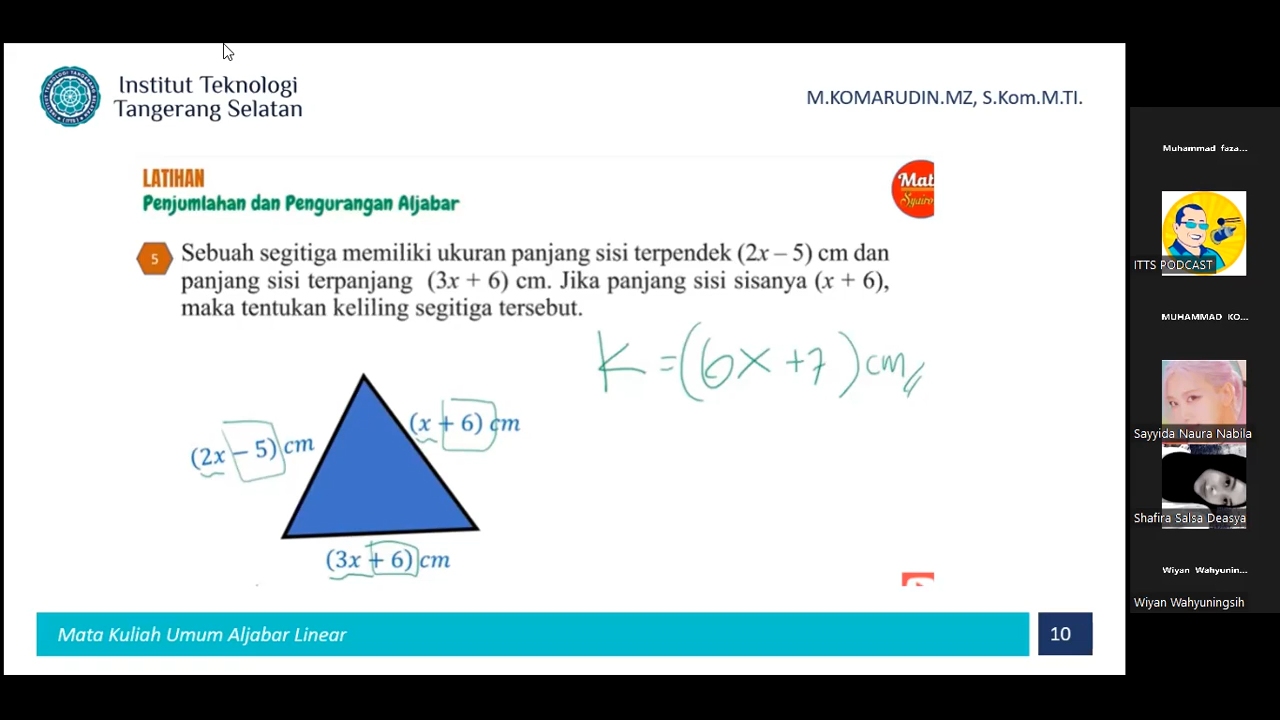 Institut Teknologi
Tangerang Selatan
M.KOMARUDIN.MZ, S.Kom.M.TI.
LATIHAN
Penjumlahan dan Pengurangan Aljabar
Mat
Syairo
5
Sebuah segitiga memiliki ukuran panjang sisi terpendek (2x – 5) cm dan
panjang sisi terpanjang (3x + 6) cm. Jika panjang sisi sisanya (x + 6),
maka tentukan keliling segitiga tersebut.
K = (6x + 7) cm
(x + 6) cm
(2x – 5) cm
(3x + 6) cm
Mata Kuliah Umum Aljabar Linear
10
Muhammad faza...
ITTS PODCAST
MUHAMMAD KO...
Sayyida Naura Nabila
Shafira Salsa Deasya
Wiyan Wahyunin...
Wiyan Wahyuningsih